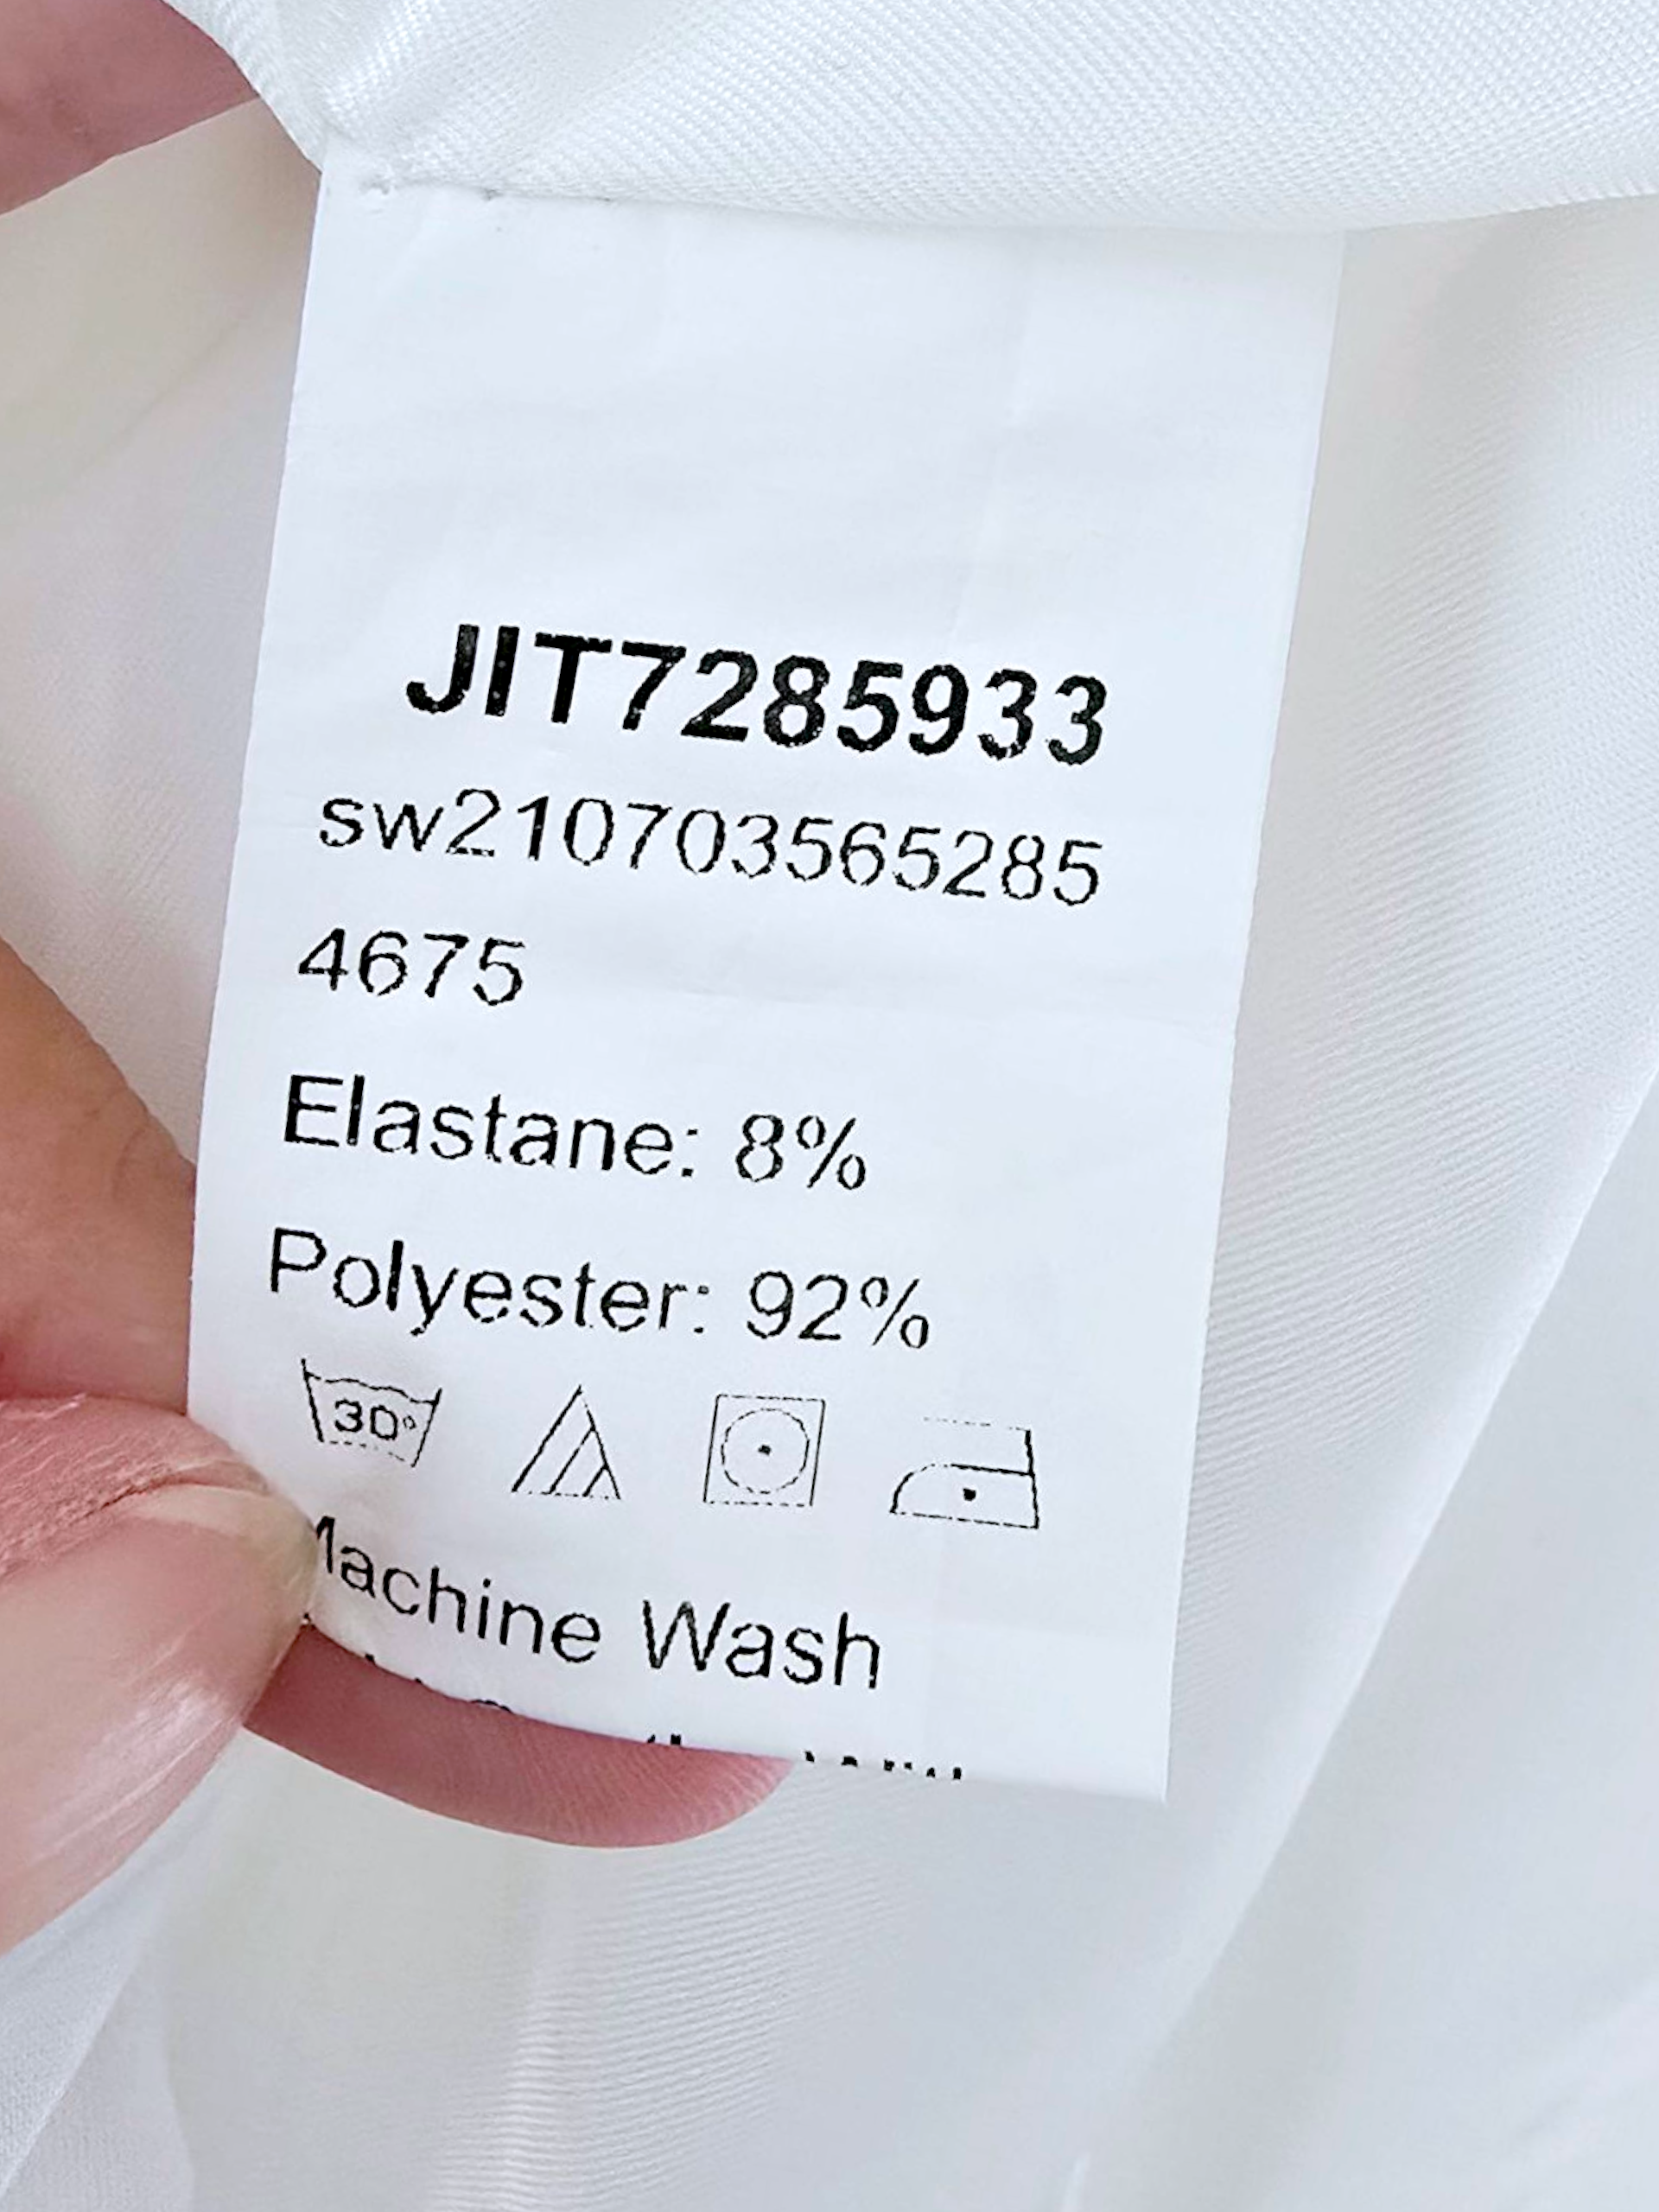 JIT7285933
sw210703565285
4675
Elastane: 8%
Polyester: 92%
30°
Machine Wash